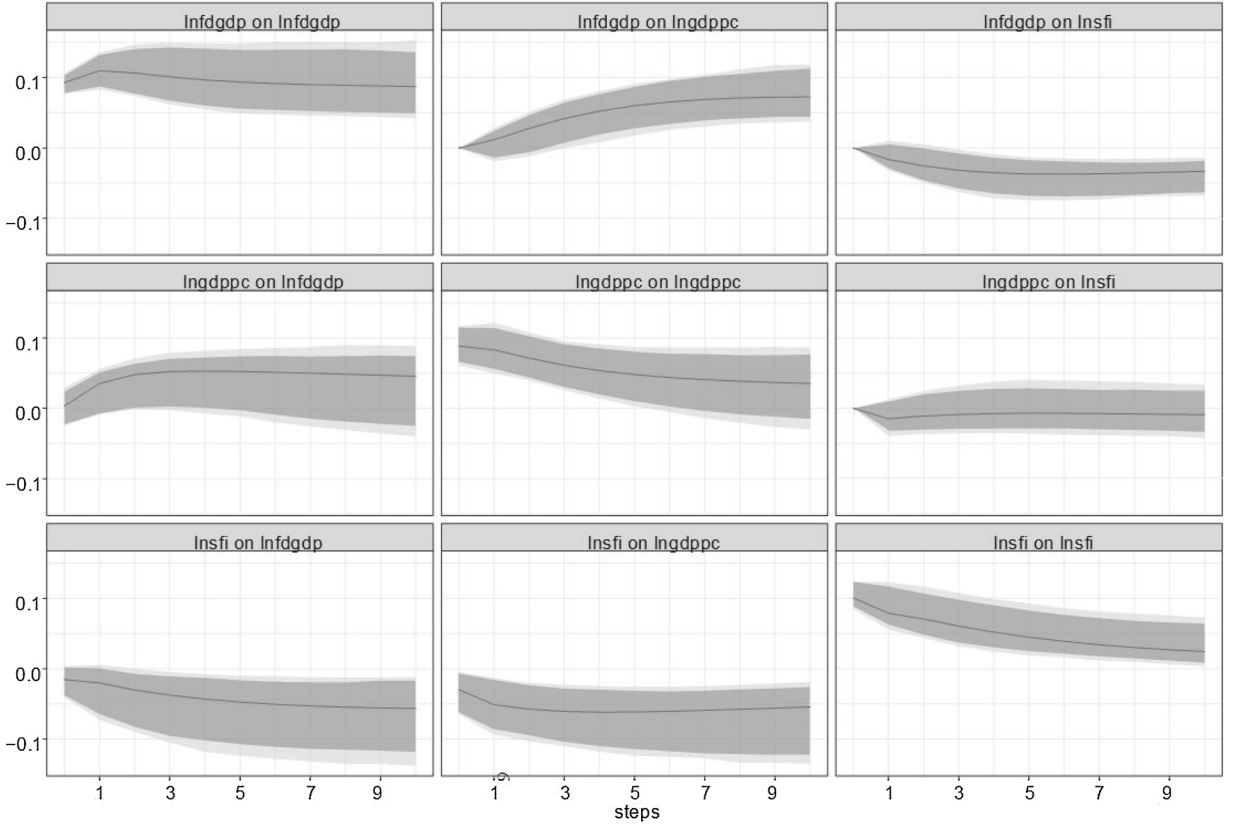 lnfdgdp on lnfdgdp
lnfdgdp on lngdppc
lnfdgdp on lnsfi
0.1
0.0
−0.1
lngdppc on lnfdgdp
lngdppc on lngdppc
lngdppc on lnsfi
0.1
0.0
−0.1
lnsfi on lnfdgdp
lnsfi on lngdppc
lnsfi on lnsfi
0.1
0.0
−0.1
1 3 5 7 9
1 3 5 7 9
1 3 5 7 9
steps